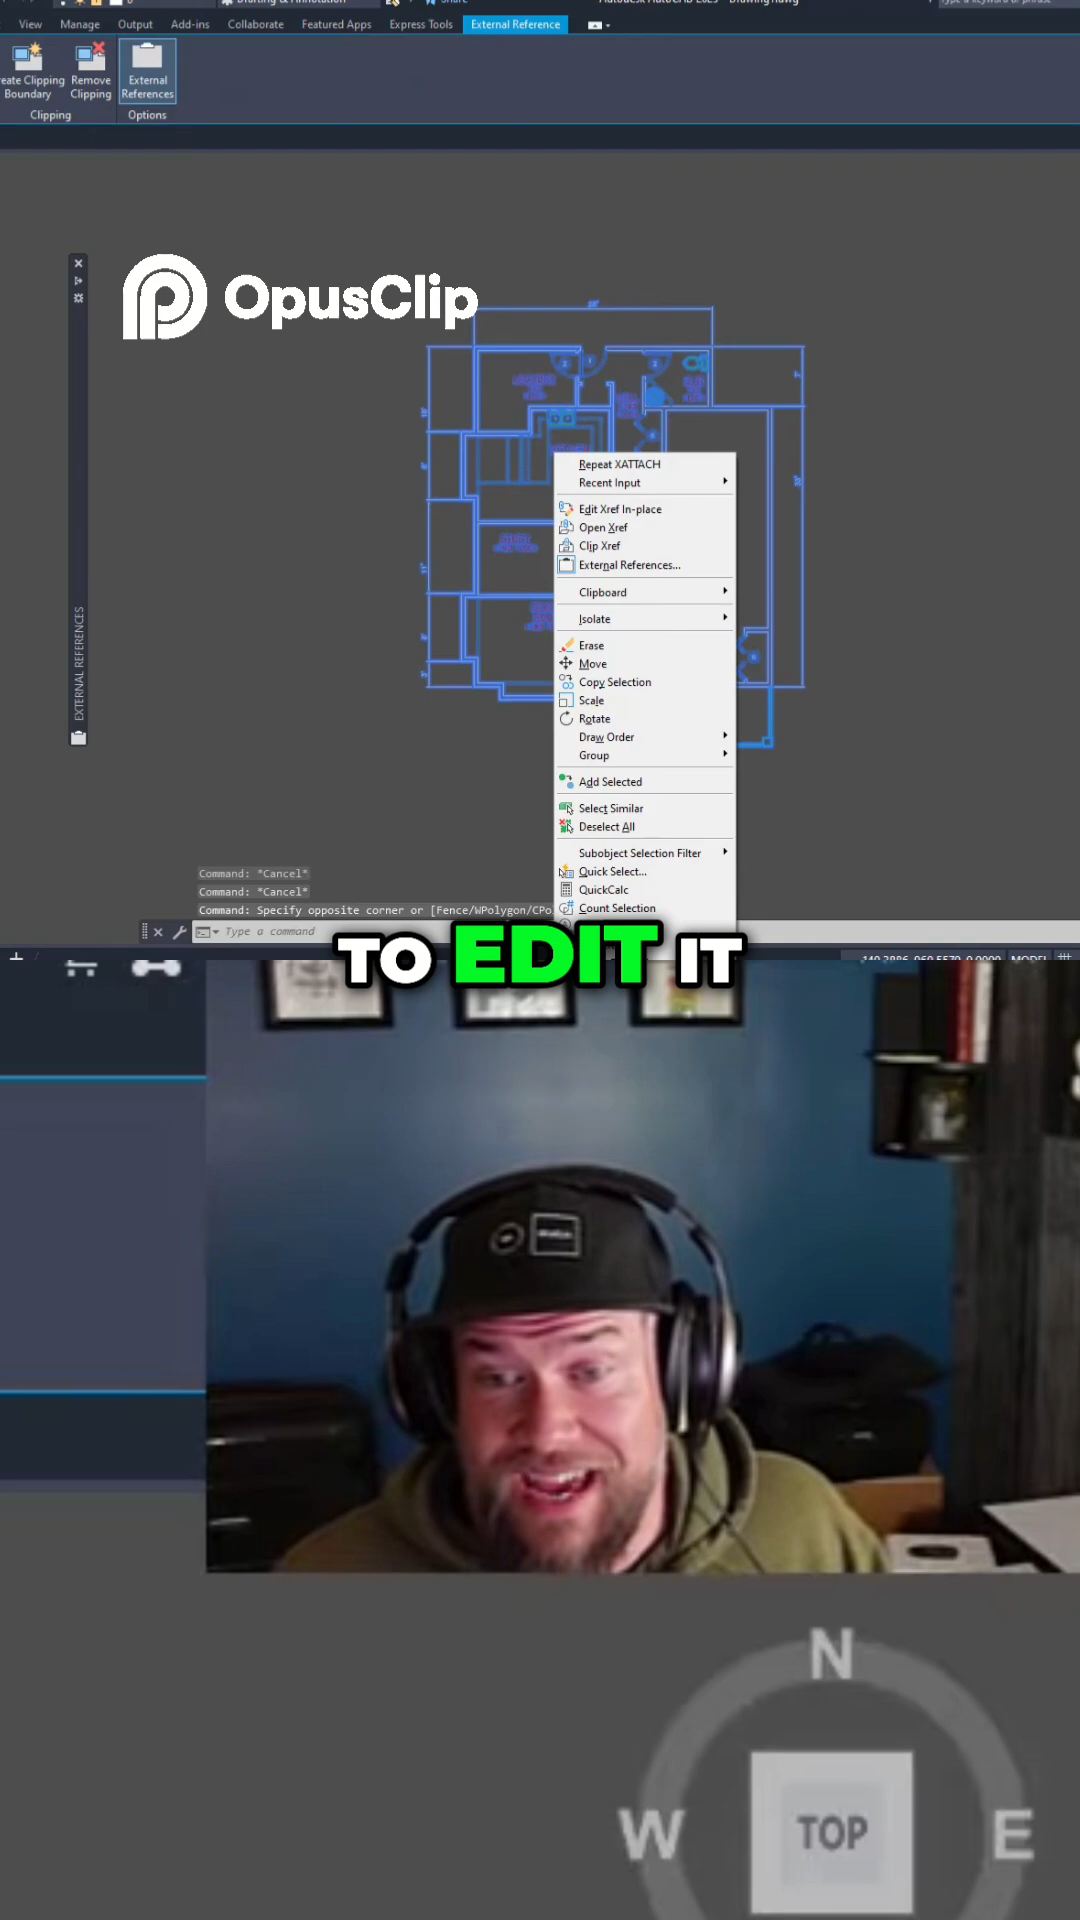 View Manage Output Add-ins Collaborate Featured Apps Express Tools External Reference
eate Clipping Boundary
Remove Clipping
External References
Clipping
Options
OpusClip
EXTERNAL REFERENCES
Repeat XATTACH
Recent Input
Edit Xref In-place
Open Xref
Clip Xref
External References...
Clipboard
Isolate
Erase
Move
Copy Selection
Scale
Rotate
Draw Order
Group
Add Selected
Select Similar
Deselect All
Subobject Selection Filter
Quick Select...
QuickCalc
Count Selection
Command: *Cancel*
Command: *Cancel*
Command: Specify opposite corner or [Fence/WPolygon/CPo
Type a command
MODEL
TO EDIT IT
N
W TOP E